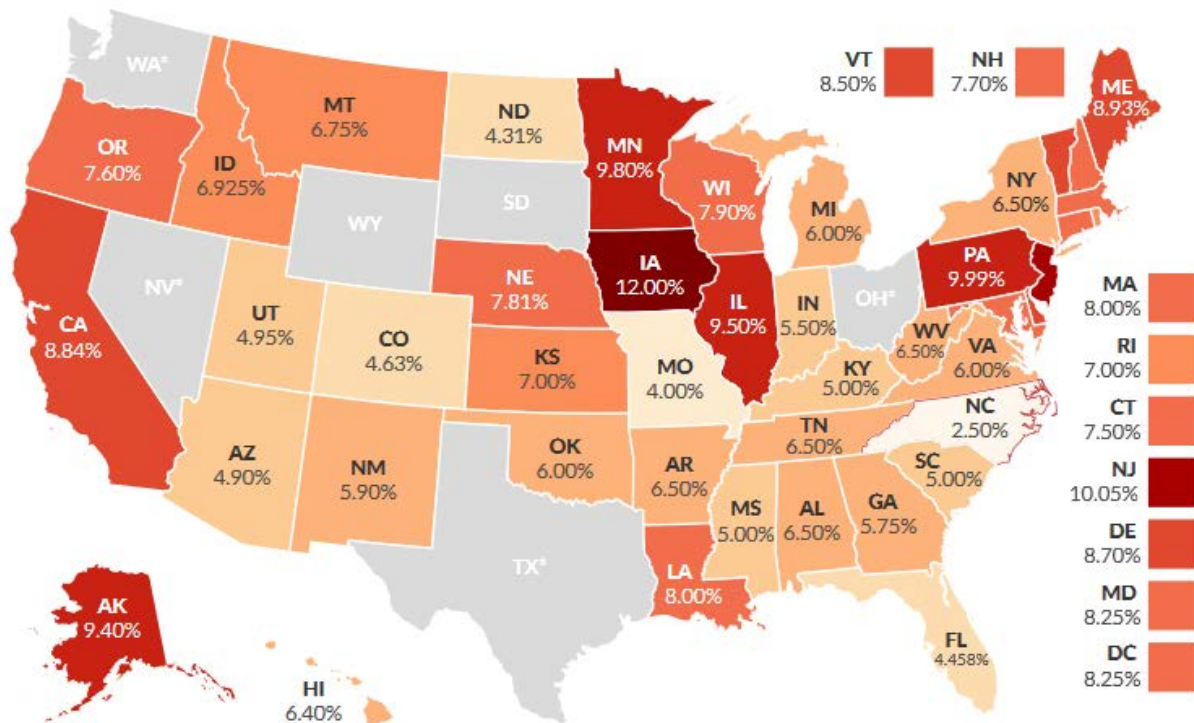 VT
8.50%
NH
7.70%
ME
8.93%
WA*
MT
6.75%
ND
4.31%
MN
9.80%
OR
7.60%
ID
6.925%
WI
7.90%
NY
6.50%
SD
MI
6.00%
WY
PA
9.99%
IA
12.00%
NE
7.81%
MA
8.00%
NV*
OH*
IL
9.50%
IN
5.50%
UT
4.95%
CA
8.84%
CO
4.63%
WV
6.50%
VA
6.00%
RI
7.00%
KS
7.00%
MO
4.00%
KY
5.00%
CT
7.50%
NC
2.50%
TN
6.50%
AZ
4.90%
NM
5.90%
OK
6.00%
AR
6.50%
SC
5.00%
NJ
10.05%
MS
5.00%
AL
6.50%
GA
5.75%
DE
8.70%
TX*
LA
8.00%
MD
8.25%
AK
9.40%
FL
4.458%
DC
8.25%
HI
6.40%